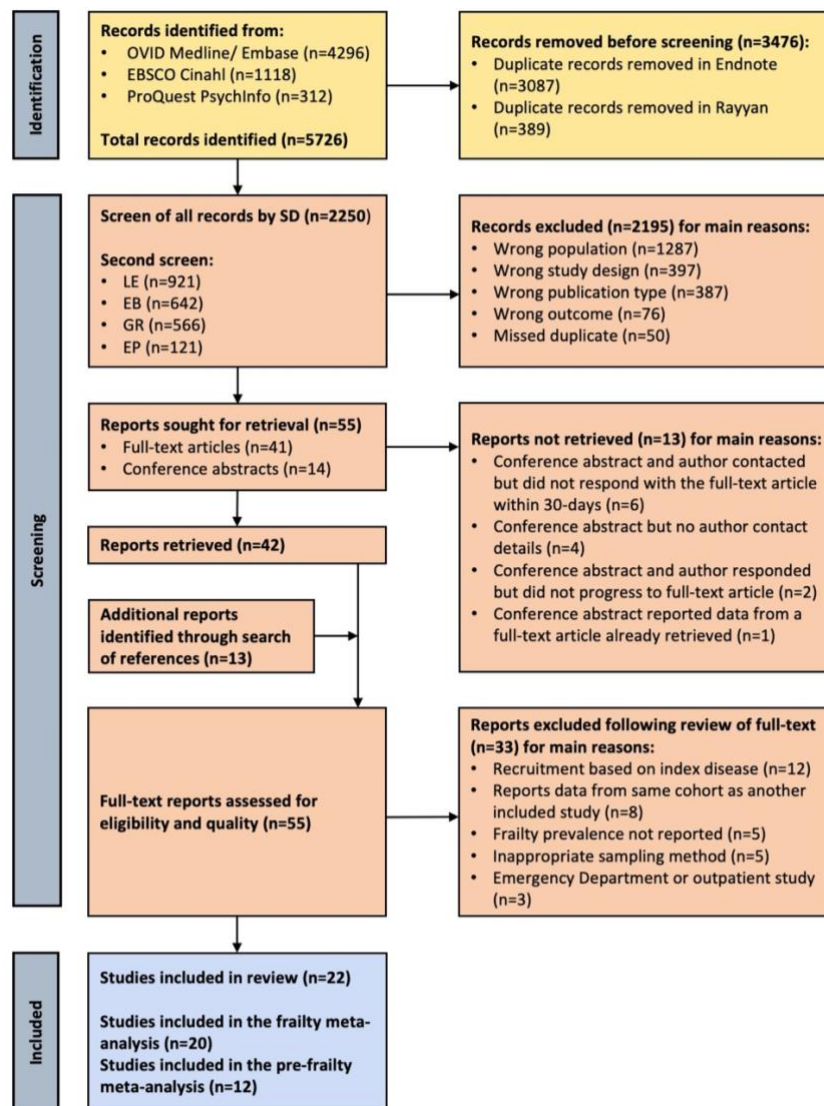 Identification
Records identified from:
• OVID Medline/ Embase (n=4296)
• EBSCO Cinahl (n=1118)
• ProQuest PsychInfo (n=312)
Total records identified (n=5726)
Records removed before screening (n=3476):
• Duplicate records removed in Endnote
(n=3087)
• Duplicate records removed in Rayyan
(n=389)
Screening
Screen of all records by SD (n=2250)
Second screen:
• LE (n=921)
• EB (n=642)
• GR (n=566)
• EP (n=121)
Records excluded (n=2195) for main reasons:
• Wrong population (n=1287)
• Wrong study design (n=397)
• Wrong publication type (n=387)
• Wrong outcome (n=76)
• Missed duplicate (n=50)
Reports sought for retrieval (n=55)
• Full-text articles (n=41)
• Conference abstracts (n=14)
Reports not retrieved (n=13) for main reasons:
• Conference abstract and author contacted
but did not respond with the full-text article
within 30-days (n=6)
• Conference abstract but no author contact
details (n=4)
• Conference abstract and author responded
but did not progress to full-text article (n=2)
• Conference abstract reported data from a
full-text article already retrieved (n=1)
Reports retrieved (n=42)
Additional reports
identified through search
of references (n=13)
Full-text reports assessed for
eligibility and quality (n=55)
Reports excluded following review of full-text
(n=33) for main reasons:
• Recruitment based on index disease (n=12)
• Reports data from same cohort as another
included study (n=8)
• Frailty prevalence not reported (n=5)
• Inappropriate sampling method (n=5)
• Emergency Department or outpatient study
(n=3)
Included
Studies included in review (n=22)
Studies included in the frailty meta-
analysis (n=20)
Studies included in the pre-frailty
meta-analysis (n=12)